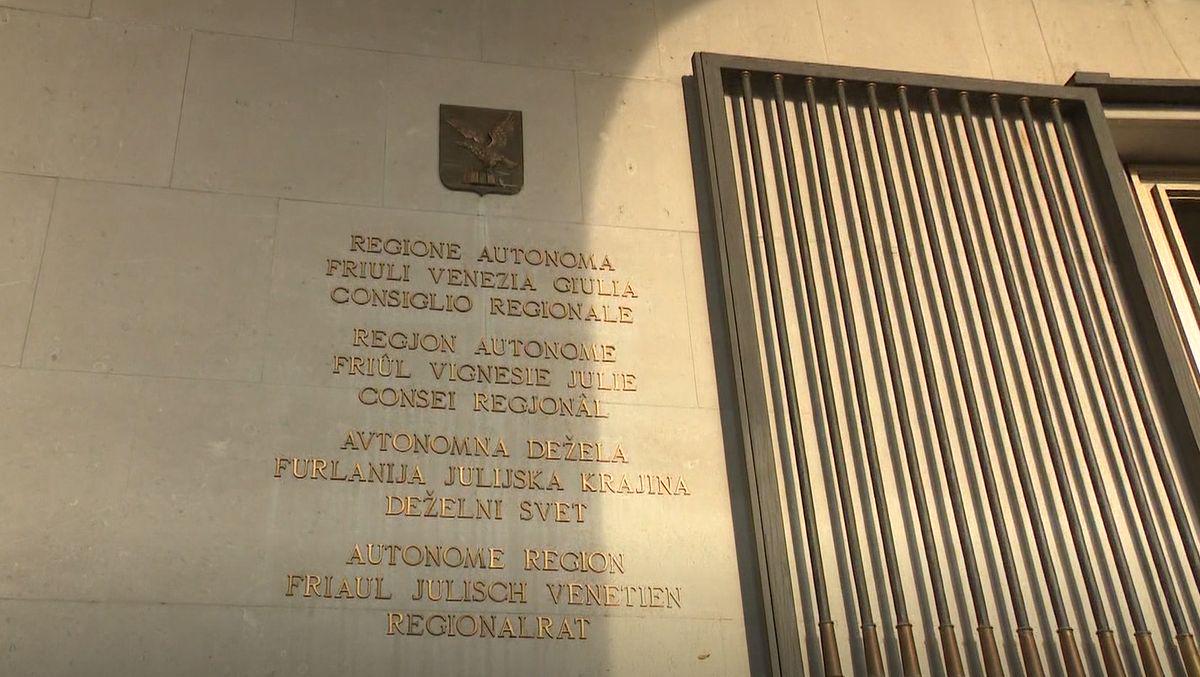 REGIONE AUTONOMA
FRIULI VENEZIA GIULIA
CONSIGLIO REGIONALE
REGJON AUTONOME
FRIÛL VIGNESIE JULIE
CONSEI REGJONÂL
AVTONOMNA DEŽELA
FURLANIJA JULIJSKA KRAJINA
DEŽELNI SVET
AUTONOME REGION
FRIAUL JULISCH VENETIEN
REGIONALRAT